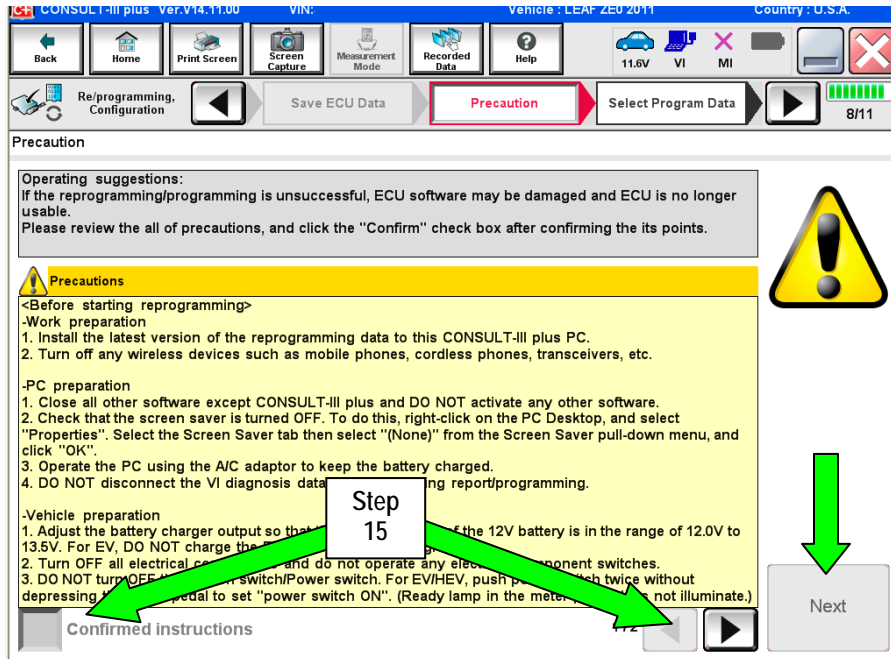 CONSULT-III plus Ver.V14.11.00 VIN: Vehicle : LEAF ZE0 2011 Country : U.S.A.
Back
Home
Print Screen
Screen Capture
Measurement Mode
Recorded Data
Help
11.6V
VI
MI
Re/programming, Configuration
Save ECU Data
Precaution
Select Program Data
8/11
Precaution
Operating suggestions:
If the reprogramming/programming is unsuccessful, ECU software may be damaged and ECU is no longer
usable.
Please review the all of precautions, and click the "Confirm" check box after confirming the its points.
Precautions
<Before starting reprogramming>
-Work preparation
1. Install the latest version of the reprogramming data to this CONSULT-III plus PC.
2. Turn off any wireless devices such as mobile phones, cordless phones, transceivers, etc.
-PC preparation
1. Close all other software except CONSULT-III plus and DO NOT activate any other software.
2. Check that the screen saver is turned OFF. To do this, right-click on the PC Desktop, and select
"Properties". Select the Screen Saver tab then select "(None)" from the Screen Saver pull-down menu, and
click "OK".
3. Operate the PC using the A/C adaptor to keep the battery charged.
4. DO NOT disconnect the VI diagnosis data report/programming.
-Vehicle preparation
1. Adjust the battery charger output so that of the 12V battery is in the range of 12.0V to
13.5V. For EV, DO NOT charge the
2. Turn OFF all electrical and do not operate any switches.
3. DO NOT turn OFF switch/Power switch. For EV/HEV, push twice without
depressing to set "power switch ON". (Ready lamp in the meter not illuminate.)
Step
15
Confirmed instructions
Next